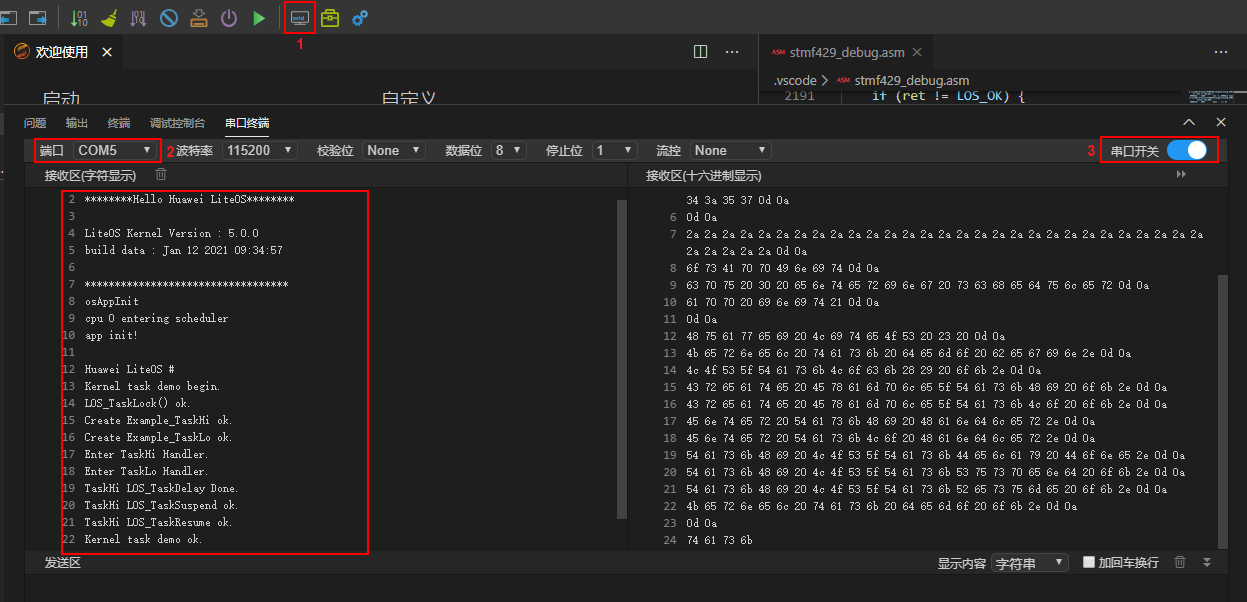 serial
1
欢迎使用 ×
ASM stmf429_debug.asm ×
.vscode > ASM stmf429_debug.asm
启动 自定义
2191 if (ret != LOS_OK) {
问题 输出 终端 调试控制台 串口终端
端口 COM5 2 波特率 115200 校验位 None 数据位 8 停止位 1 流控 None 3 串口开关
接收区(字符显示)
2 ********Hello Huawei LiteOS********
3
4 LiteOS Kernel Version : 5.0.0
5 build data : Jan 12 2021 09:34:57
6
7 **********************************
8 osAppInit
9 cpu 0 entering scheduler
10 app init!
11
12 Huawei LiteOS #
13 Kernel task demo begin.
14 LOS_TaskLock() ok.
15 Create Example_TaskHi ok.
16 Create Example_TaskLo ok.
17 Enter TaskHi Handler.
18 Enter TaskLo Handler.
19 TaskHi LOS_TaskDelay Done.
20 TaskHi LOS_TaskSuspend ok.
21 TaskHi LOS_TaskResume ok.
22 Kernel task demo ok.
接收区(十六进制显示)
34 3a 35 37 0d 0a
6 0d 0a
7 2a 2a 2a 2a 2a 2a 2a 2a 2a 2a 2a 2a 2a 2a 2a 2a 2a 2a 2a 2a 2a 2a 2a 2a 2a 2a 2a 2a 2a
2a 2a 2a 2a 2a 0d 0a
8 6f 73 41 70 70 49 6e 69 74 0d 0a
9 63 70 75 20 30 20 65 6e 74 65 72 69 6e 67 20 73 63 68 65 64 75 6c 65 72 0d 0a
10 61 70 70 20 69 6e 69 74 21 0d 0a
11 0d 0a
12 48 75 61 77 65 69 20 4c 69 74 65 4f 53 20 23 20 0d 0a
13 4b 65 72 6e 65 6c 20 74 61 73 6b 20 64 65 6d 6f 20 62 65 67 69 6e 2e 0d 0a
14 4c 4f 53 5f 54 61 73 6b 4c 6f 63 6b 28 29 20 6f 6b 2e 0d 0a
15 43 72 65 61 74 65 20 45 78 61 6d 70 6c 65 5f 54 61 73 6b 48 69 20 6f 6b 2e 0d 0a
16 43 72 65 61 74 65 20 45 78 61 6d 70 6c 65 5f 54 61 73 6b 4c 6f 20 6f 6b 2e 0d 0a
17 45 6e 74 65 72 20 54 61 73 6b 48 69 20 48 61 6e 64 6c 65 72 2e 0d 0a
18 45 6e 74 65 72 20 54 61 73 6b 4c 6f 20 48 61 6e 64 6c 65 72 2e 0d 0a
19 54 61 73 6b 48 69 20 4c 4f 53 5f 54 61 73 6b 44 65 6c 61 79 20 44 6f 6e 65 2e 0d 0a
20 54 61 73 6b 48 69 20 4c 4f 53 5f 54 61 73 6b 53 75 73 70 65 6e 64 20 6f 6b 2e 0d 0a
21 54 61 73 6b 48 69 20 4c 4f 53 5f 54 61 73 6b 52 65 73 75 6d 65 20 6f 6b 2e 0d 0a
22 4b 65 72 6e 65 6c 20 74 61 73 6b 20 64 65 6d 6f 20 6f 6b 2e 0d 0a
23 0d 0a
24 74 61 73 6b
发送区 显示内容 字符串 加回车换行